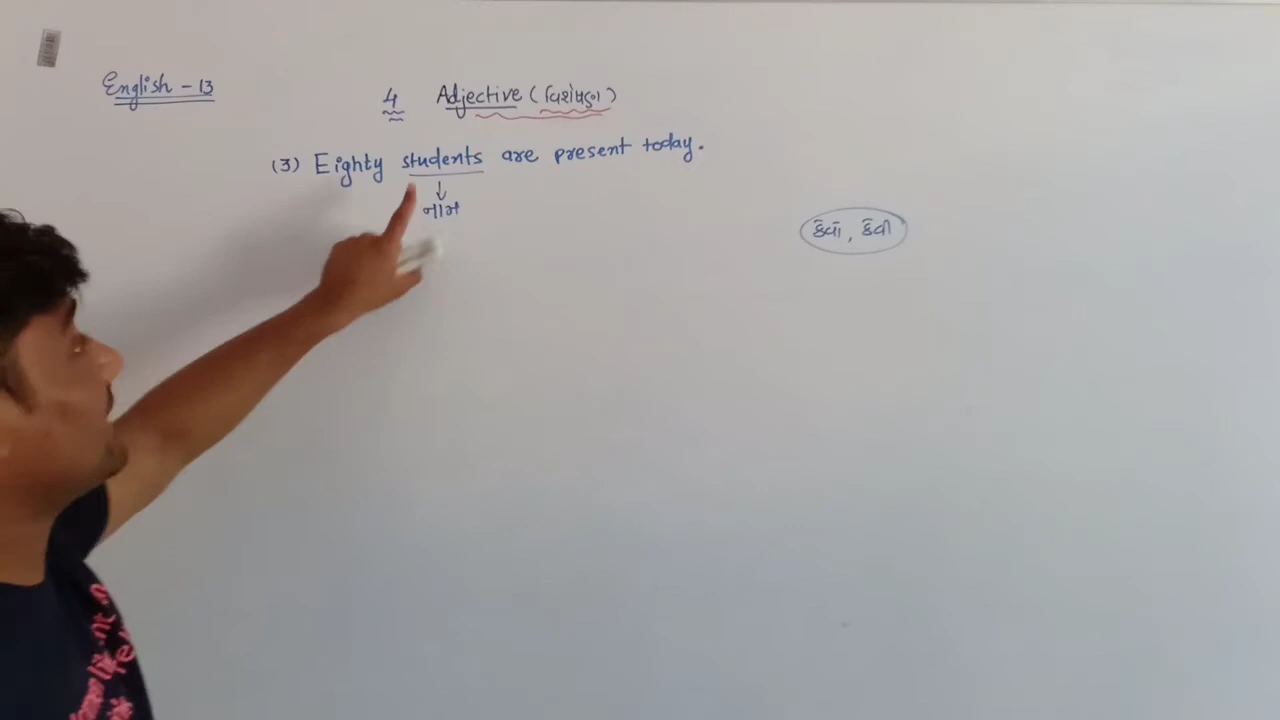 English - 13
4 Adjective (વિશેષણ)
(3) Eighty students are present today.
નામ
કેવાં, કેવી